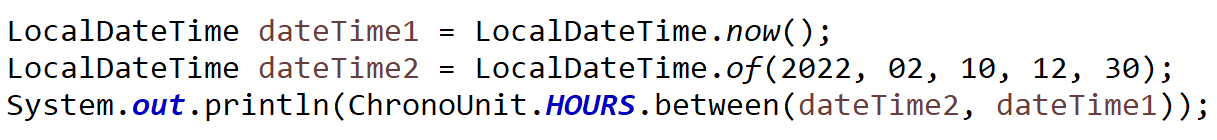 LocalDateTime dateTime1 = LocalDateTime.now();
LocalDateTime dateTime2 = LocalDateTime.of(2022, 02, 10, 12, 30);
System.out.println(ChronoUnit.HOURS.between(dateTime2, dateTime1));